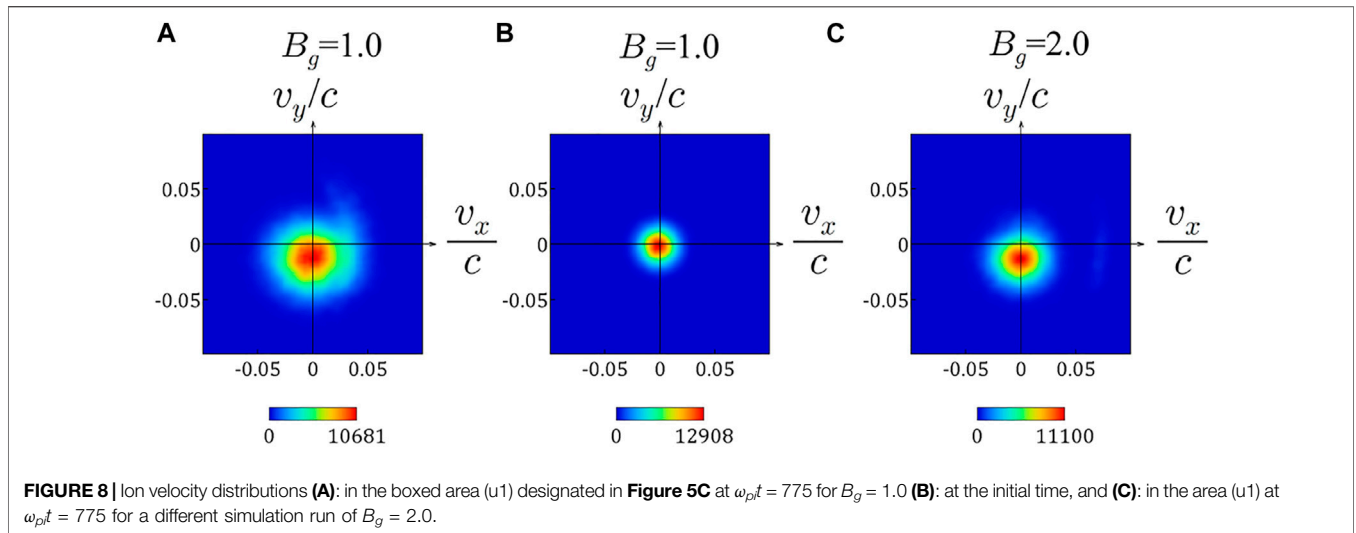 A B C
B_g=1.0 B_g=1.0 B_g=2.0
v_y/c v_y/c v_y/c
0.05 0.05 0.05
0 v_x/c 0 v_x/c 0 v_x/c
-0.05 -0.05 -0.05
-0.05 0 0.05 -0.05 0 0.05 -0.05 0 0.05
0 10681 0 12908 0 11100
FIGURE 8 | Ion velocity distributions (A): in the boxed area (u1) designated in Figure 5C at ω_pi t = 775 for B_g = 1.0 (B): at the initial time, and (C): in the area (u1) at
ω_pi t = 775 for a different simulation run of B_g = 2.0.